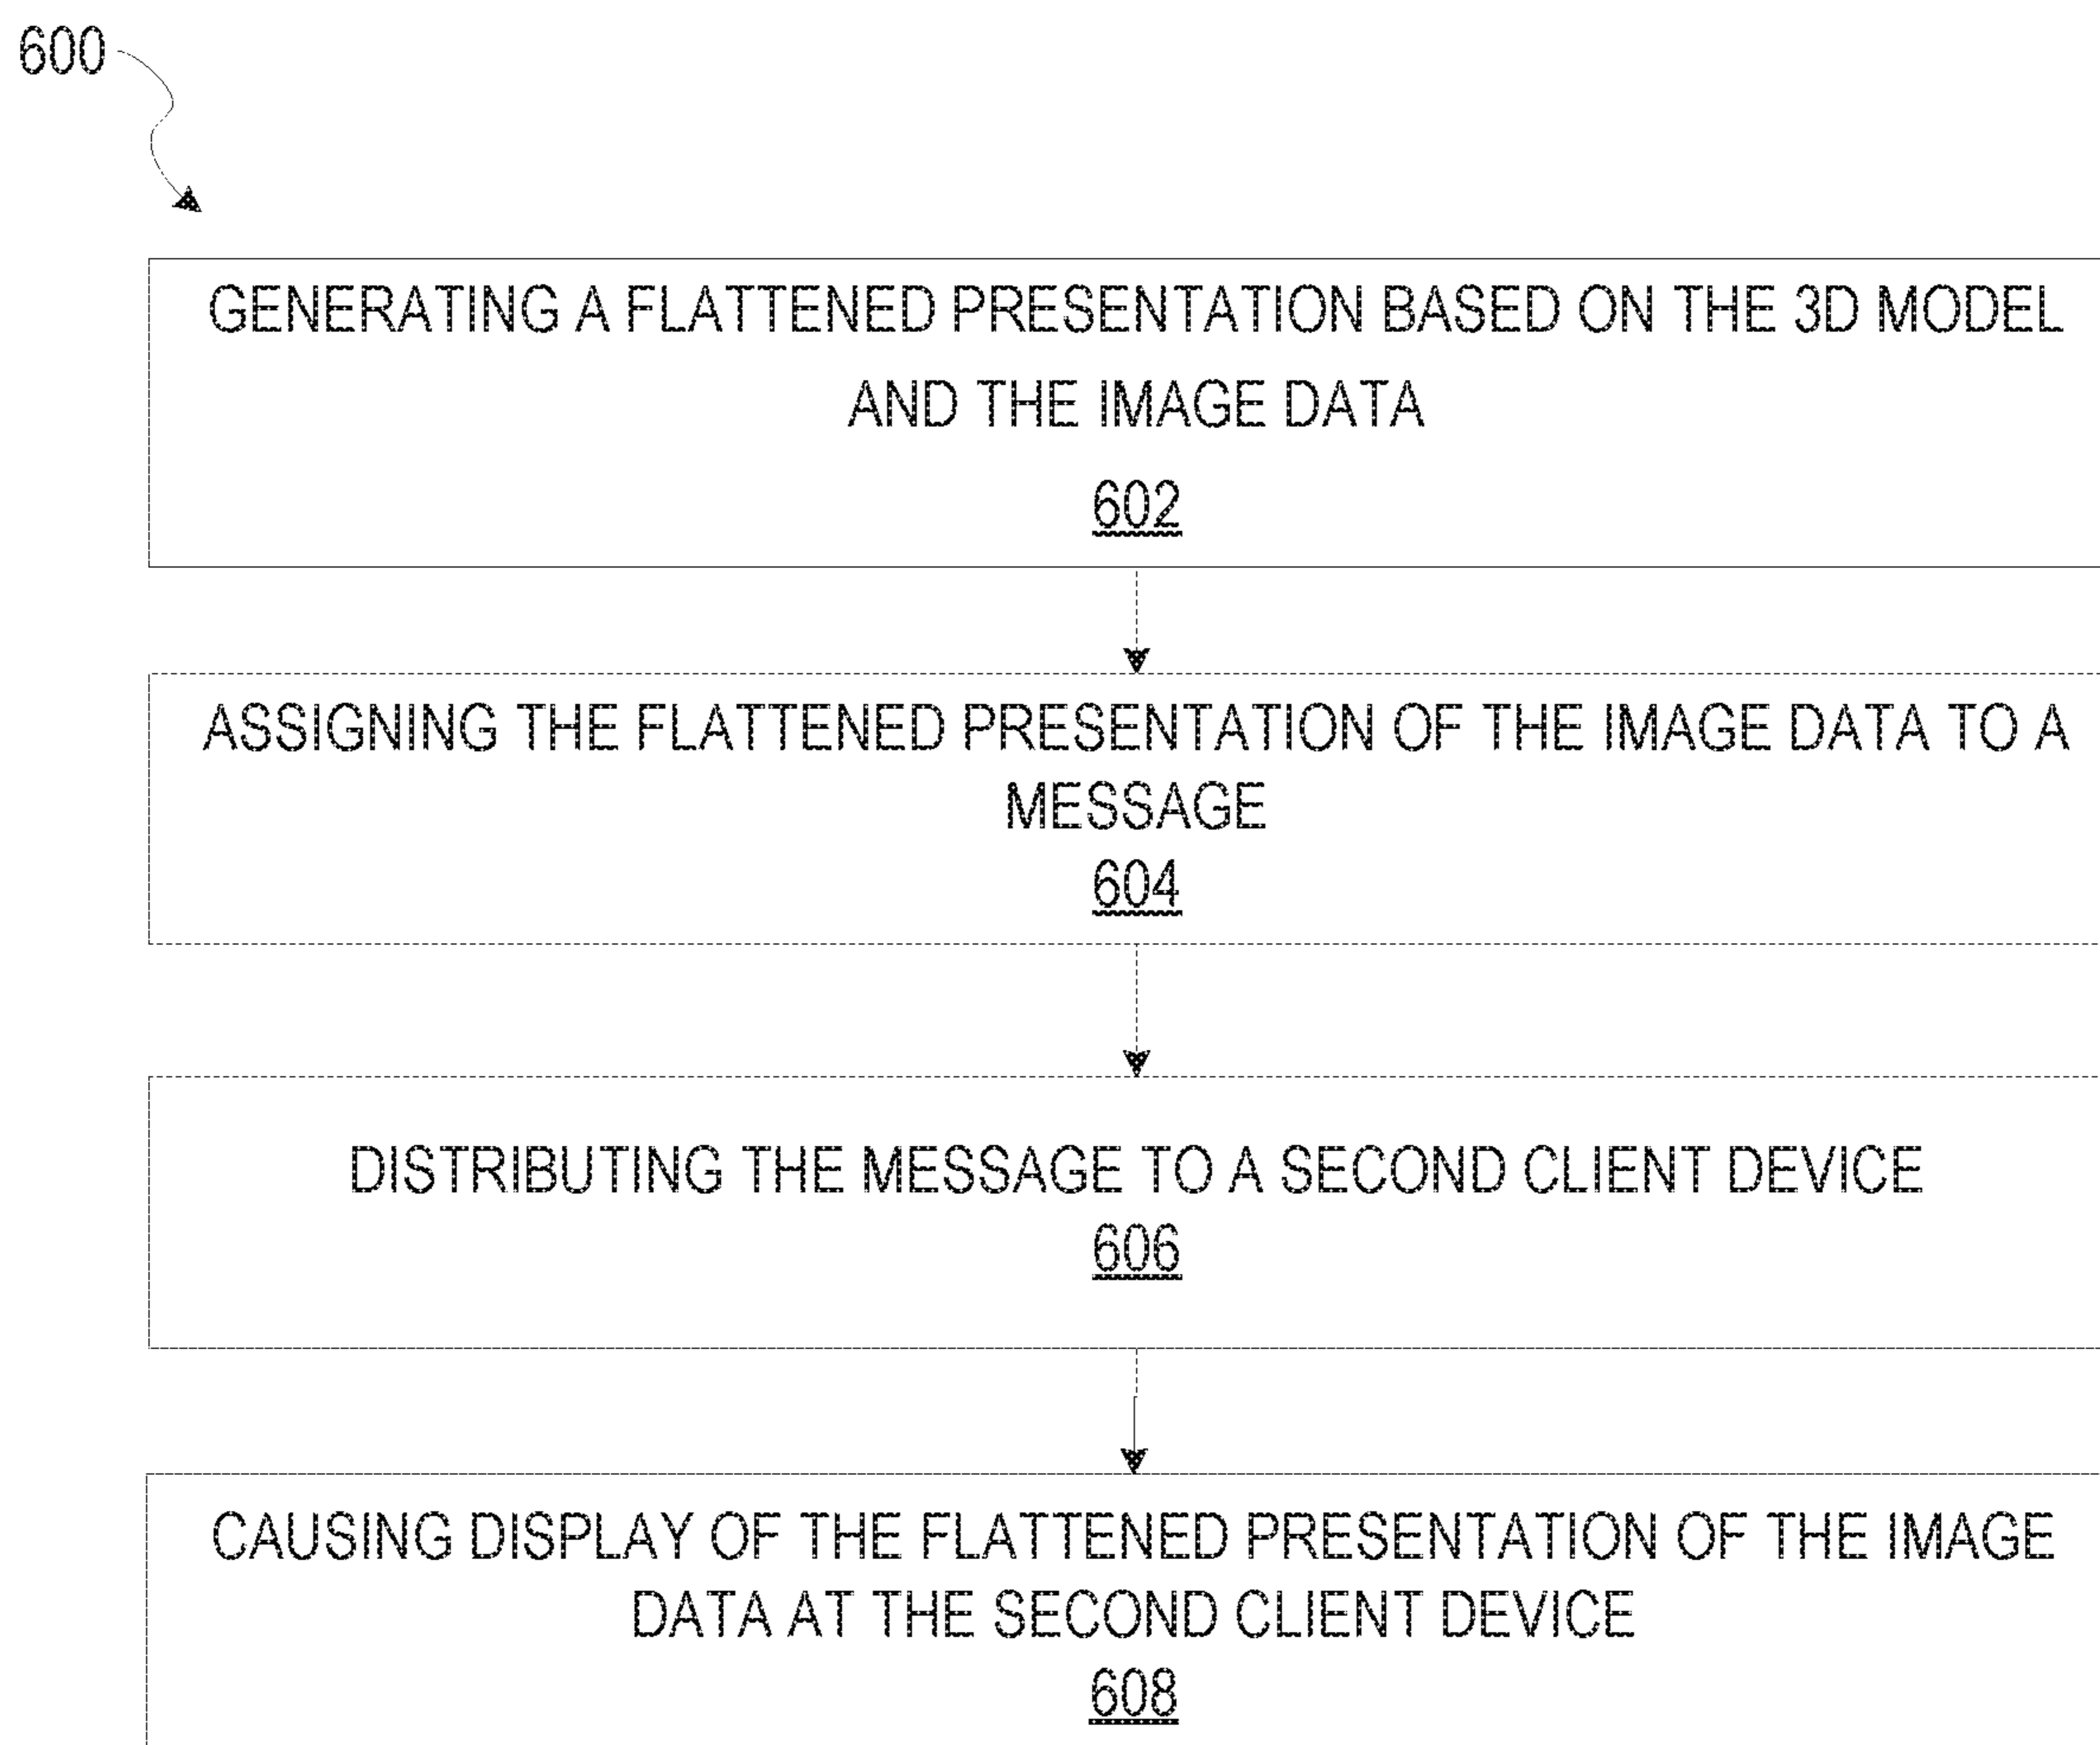 600
GENERATING A FLATTENED PRESENTATION BASED ON THE 3D MODEL
AND THE IMAGE DATA
602
ASSIGNING THE FLATTENED PRESENTATION OF THE IMAGE DATA TO A
MESSAGE
604
DISTRIBUTING THE MESSAGE TO A SECOND CLIENT DEVICE
606
CAUSING DISPLAY OF THE FLATTENED PRESENTATION OF THE IMAGE
DATA AT THE SECOND CLIENT DEVICE
608